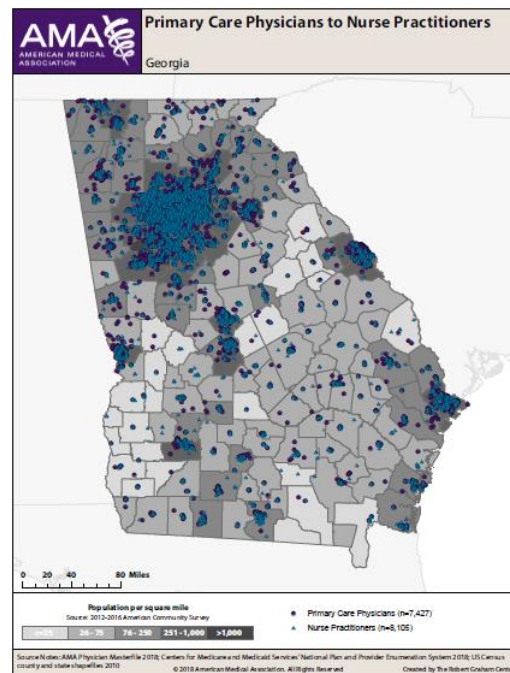 AMA
AMERICAN MEDICAL
ASSOCIATION
Primary Care Physicians to Nurse Practitioners
Georgia
0 20 40 80 Miles
Population per square mile
Source: 2012-2016 American Community Survey
26 - 75 76 - 250 251 - 1,000 >1,000
Primary Care Physicians (n=7,427)
Nurse Practitioners (n=8,105)
Source Notes: AMA Physician Masterfile 2018; Centers for Medicare and Medicaid Services' National Plan and Provider Enumeration System 2018; US Census
county and state shapefiles 2010
© 2018 American Medical Association. All Rights Reserved
Created by The Robert Graham Center